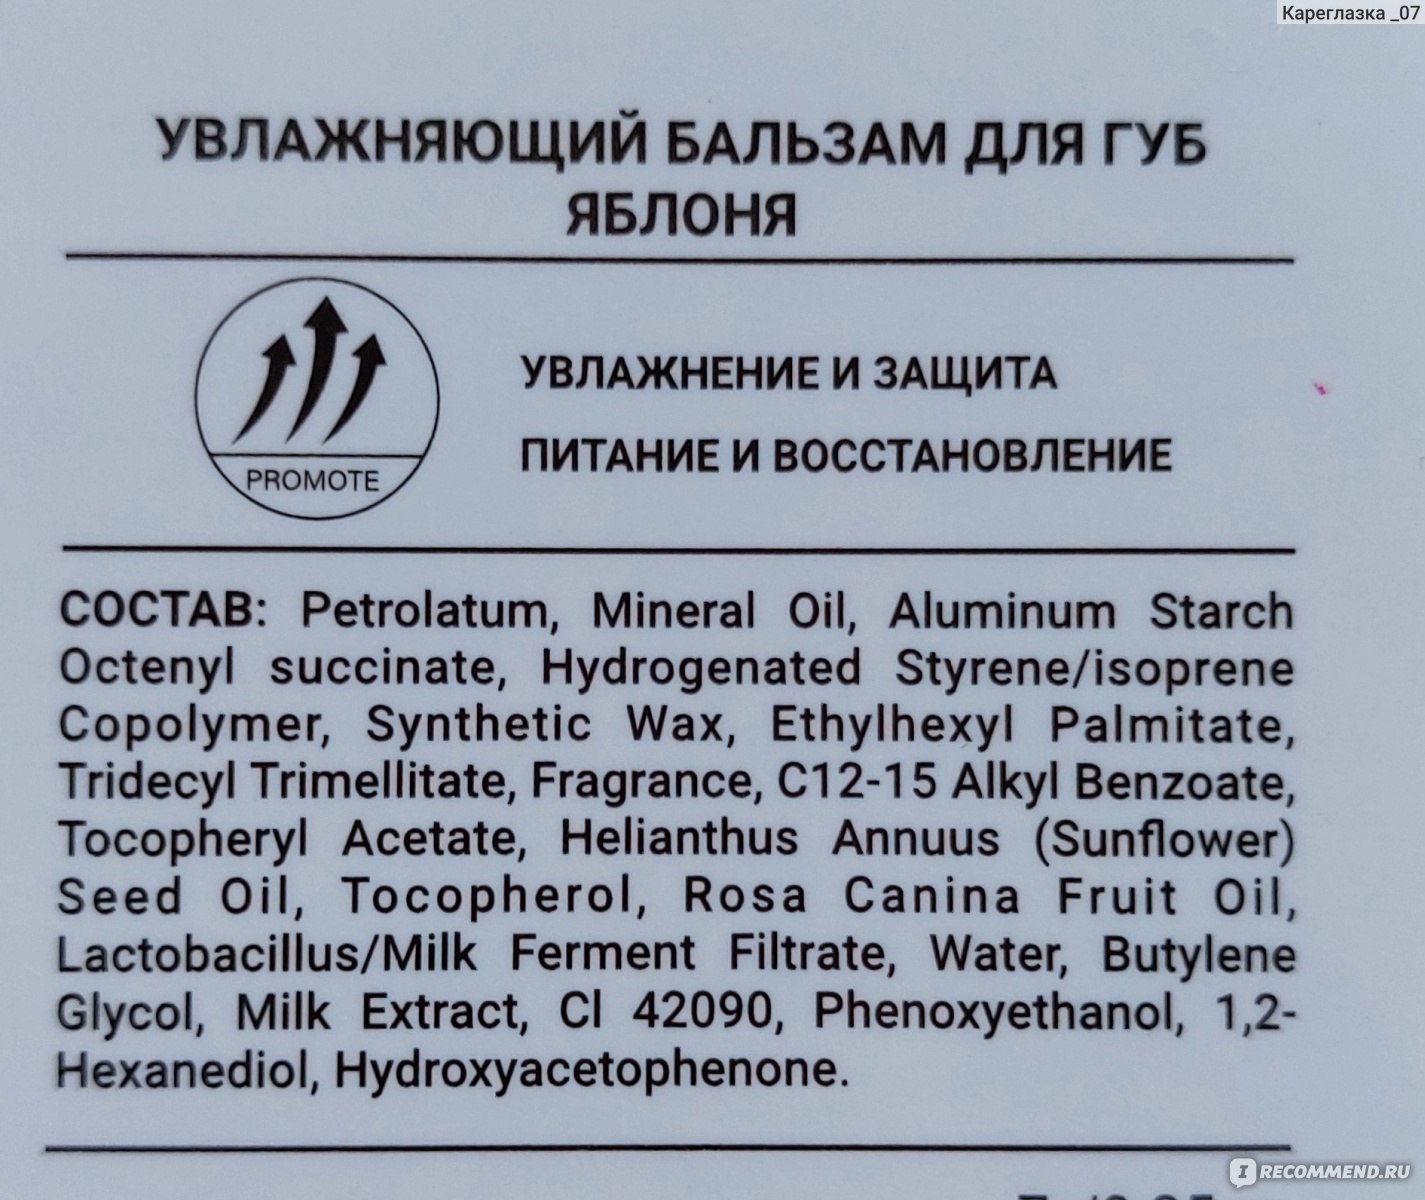 Кареглазка _07
УВЛАЖНЯЮЩИЙ БАЛЬЗАМ ДЛЯ ГУБ
ЯБЛОНЯ
PROMOTE
УВЛАЖНЕНИЕ И ЗАЩИТА
ПИТАНИЕ И ВОССТАНОВЛЕНИЕ
СОСТАВ: Petrolatum, Mineral Oil, Aluminum Starch
Octenyl succinate, Hydrogenated Styrene/isoprene
Copolymer, Synthetic Wax, Ethylhexyl Palmitate,
Tridecyl Trimellitate, Fragrance, C12-15 Alkyl Benzoate,
Tocopheryl Acetate, Helianthus Annuus (Sunflower)
Seed Oil, Tocopherol, Rosa Canina Fruit Oil,
Lactobacillus/Milk Ferment Filtrate, Water, Butylene
Glycol, Milk Extract, Cl 42090, Phenoxyethanol, 1,2-
Hexanediol, Hydroxyacetophenone.
IRECOMMEND.RU